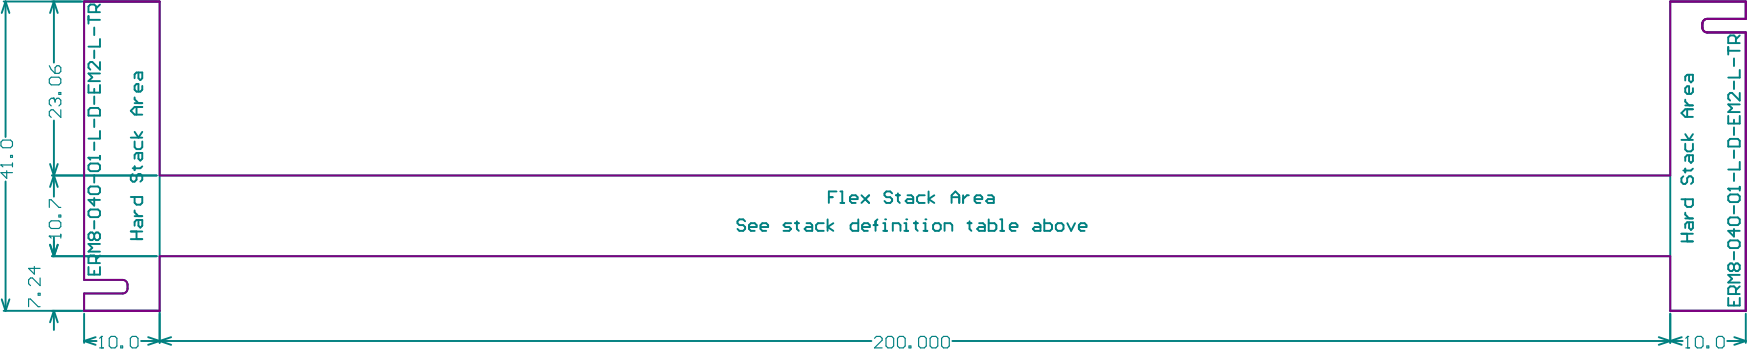 41.0
23.06
10.7
7.24
ERM8-040-01-L-D-EM2-L-TR
Hard Stack Area
Flex Stack Area
See stack definition table above
Hard Stack Area
ERM8-040-01-L-D-EM2-L-TR
10.0
200.000
10.0